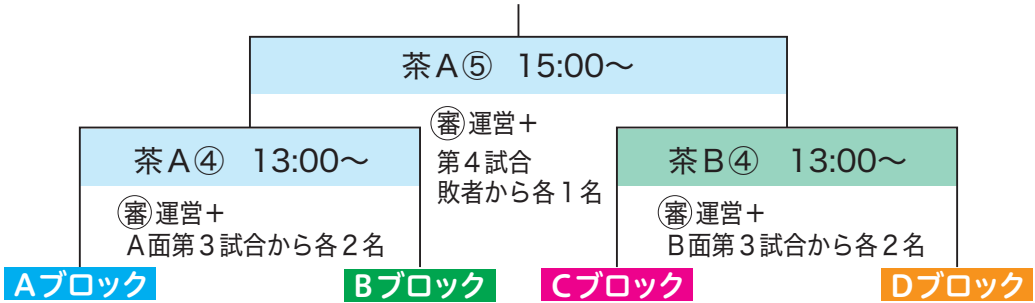 茶A⑤ 15:00～
審運営＋
第４試合
敗者から各１名
茶A④ 13:00～
審運営＋
A面第３試合から各２名
茶B④ 13:00～
審運営＋
B面第３試合から各２名
Aブロック
Bブロック
Cブロック
Dブロック